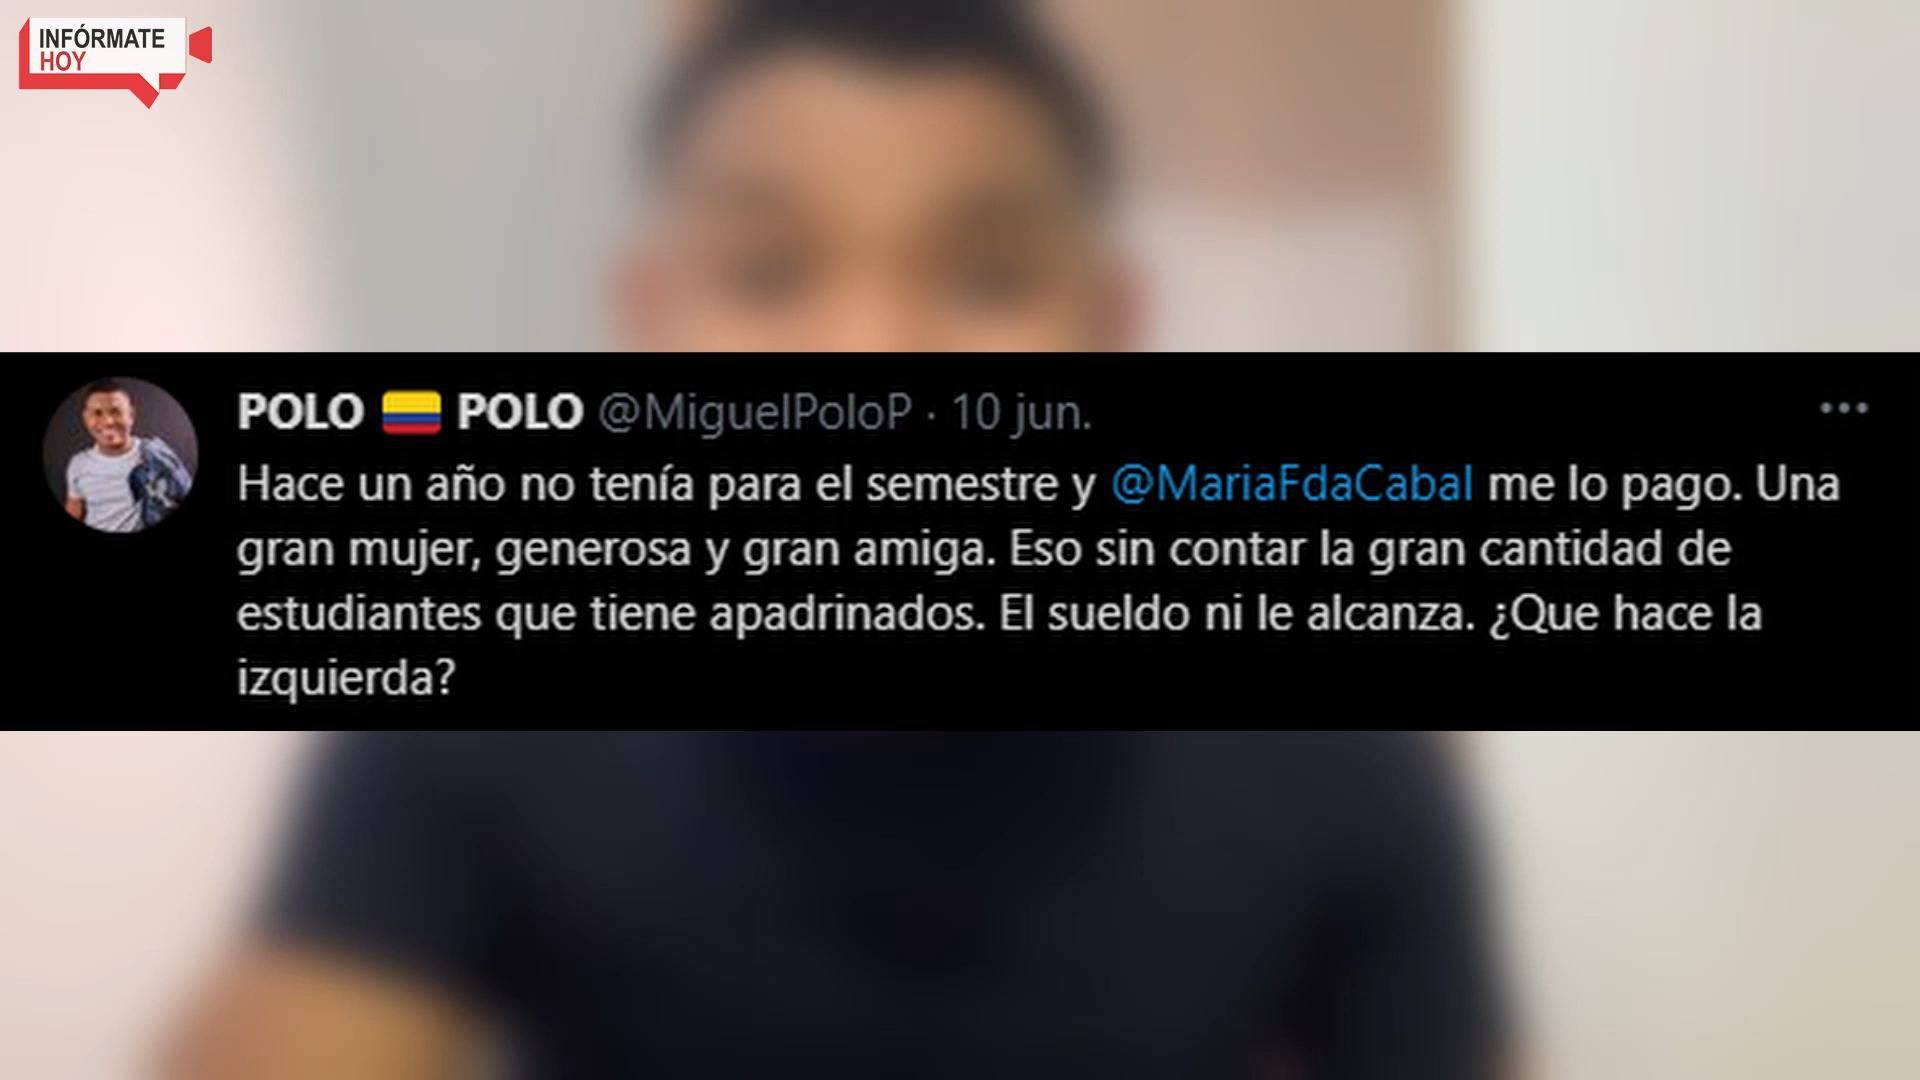 INFÓRMATE
HOY
POLO 🇨🇴 POLO @MiguelPoloP · 10 jun.
Hace un año no tenía para el semestre y @MariaFdaCabal me lo pago. Una
gran mujer, generosa y gran amiga. Eso sin contar la gran cantidad de
estudiantes que tiene apadrinados. El sueldo ni le alcanza. ¿Que hace la
izquierda?